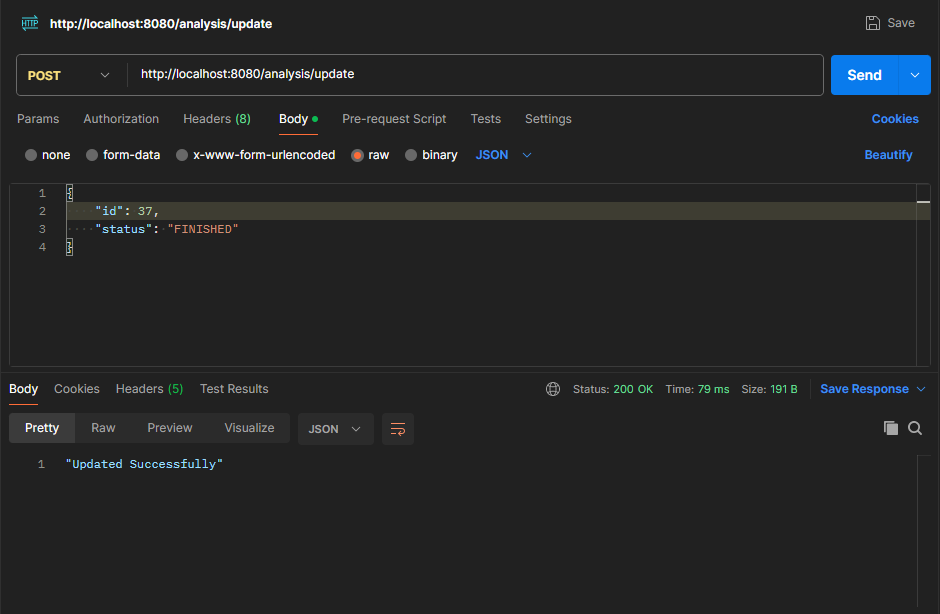 HTTP http://localhost:8080/analysis/update Save
POST http://localhost:8080/analysis/update Send
Params Authorization Headers (8) Body Pre-request Script Tests Settings Cookies
none form-data x-www-form-urlencoded raw binary JSON Beautify
1 {
2 "id": 37,
3 "status": "FINISHED"
4 }
Body Cookies Headers (5) Test Results Status: 200 OK Time: 79 ms Size: 191 B Save Response
Pretty Raw Preview Visualize JSON
1 "Updated Successfully"